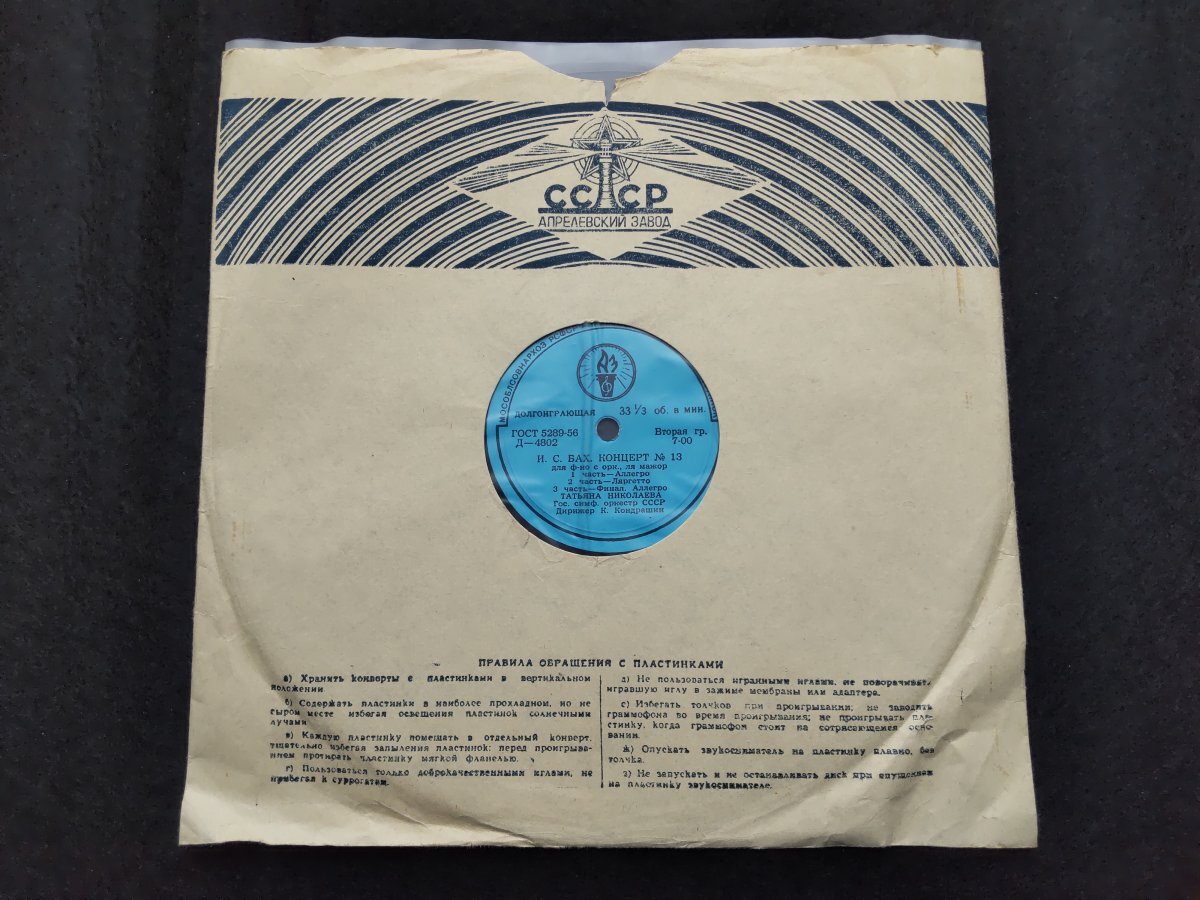 СССР
АПРЕЛЕВСКИЙ ЗАВОД
МОСОБЛСОВНАРХОЗ РСФСР
АЗ
ДОЛГОИГРАЮЩАЯ 33 1/3 об. в мин.
ГОСТ 5289-56 Вторая гр.
Д—4802 7-00
И. С. БАХ. КОНЦЕРТ № 13
для ф-но с орк., ля мажор
1 часть—Аллегро
2 часть—Ларгетто
3 часть—Финал. Аллегро
ТАТЬЯНА НИКОЛАЕВА
Гос. симф. оркестр СССР
Дирижер К. Кондрашин
ПРАВИЛА ОБРАЩЕНИЯ С ПЛАСТИНКАМИ
а) Хранить конверты с пластинками в вертикальном
положении
б) Содержать пластинки в наиболее прохладном, но не
сыром месте избегая освещения пластинок солнечными
лучами
в) Каждую пластинку помещать в отдельный конверт,
тщательно избегая запыления пластинок; перед проигрыва-
нием протирать пластинку мягкой фланелью.
г) Пользоваться только доброкачественными иглами, не
прибегая к суррогатам.
д) Не пользоваться игранными иглами, не поворачивать
игравшую иглу в зажиме мембраны или адаптера.
е) Избегать толчков при проигрывании; не заводить
граммофона во время проигрывания; не проигрывать пла-
стинку, когда граммофон стоит на сотрясающемся осно-
вании.
ж) Опускать звукосниматель на пластинку плавно, без
толчка.
з) Не запускать и не останавливать диск при опущенном
на пластинку звукоснимателе.